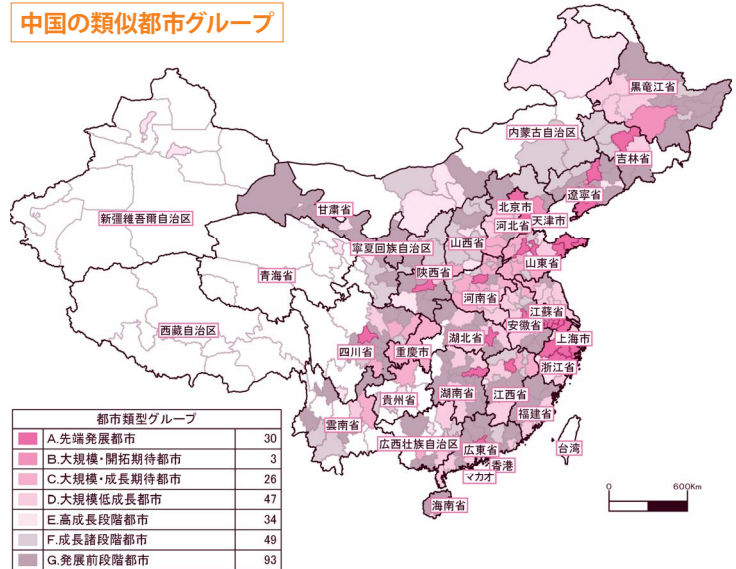 中国の類似都市グループ
黒竜江省
内蒙古自治区
吉林省
遼寧省
北京市
天津市
河北省
甘粛省
新疆維吾爾自治区
寧夏回族自治区
山西省
山東省
青海省
陝西省
河南省
江蘇省
安徽省
西蔵自治区
上海市
湖北省
四川省
重慶市
浙江省
湖南省
江西省
貴州省
福建省
雲南省
広西壮族自治区
広東省
台湾
香港
マカオ
海南省
0 600Km
都市類型グループ
A.先端発展都市 30
B.大規模・開拓期待都市 3
C.大規模・成長期待都市 26
D.大規模低成長都市 47
E.高成長段階都市 34
F.成長諸段階都市 49
G.発展前段階都市 93